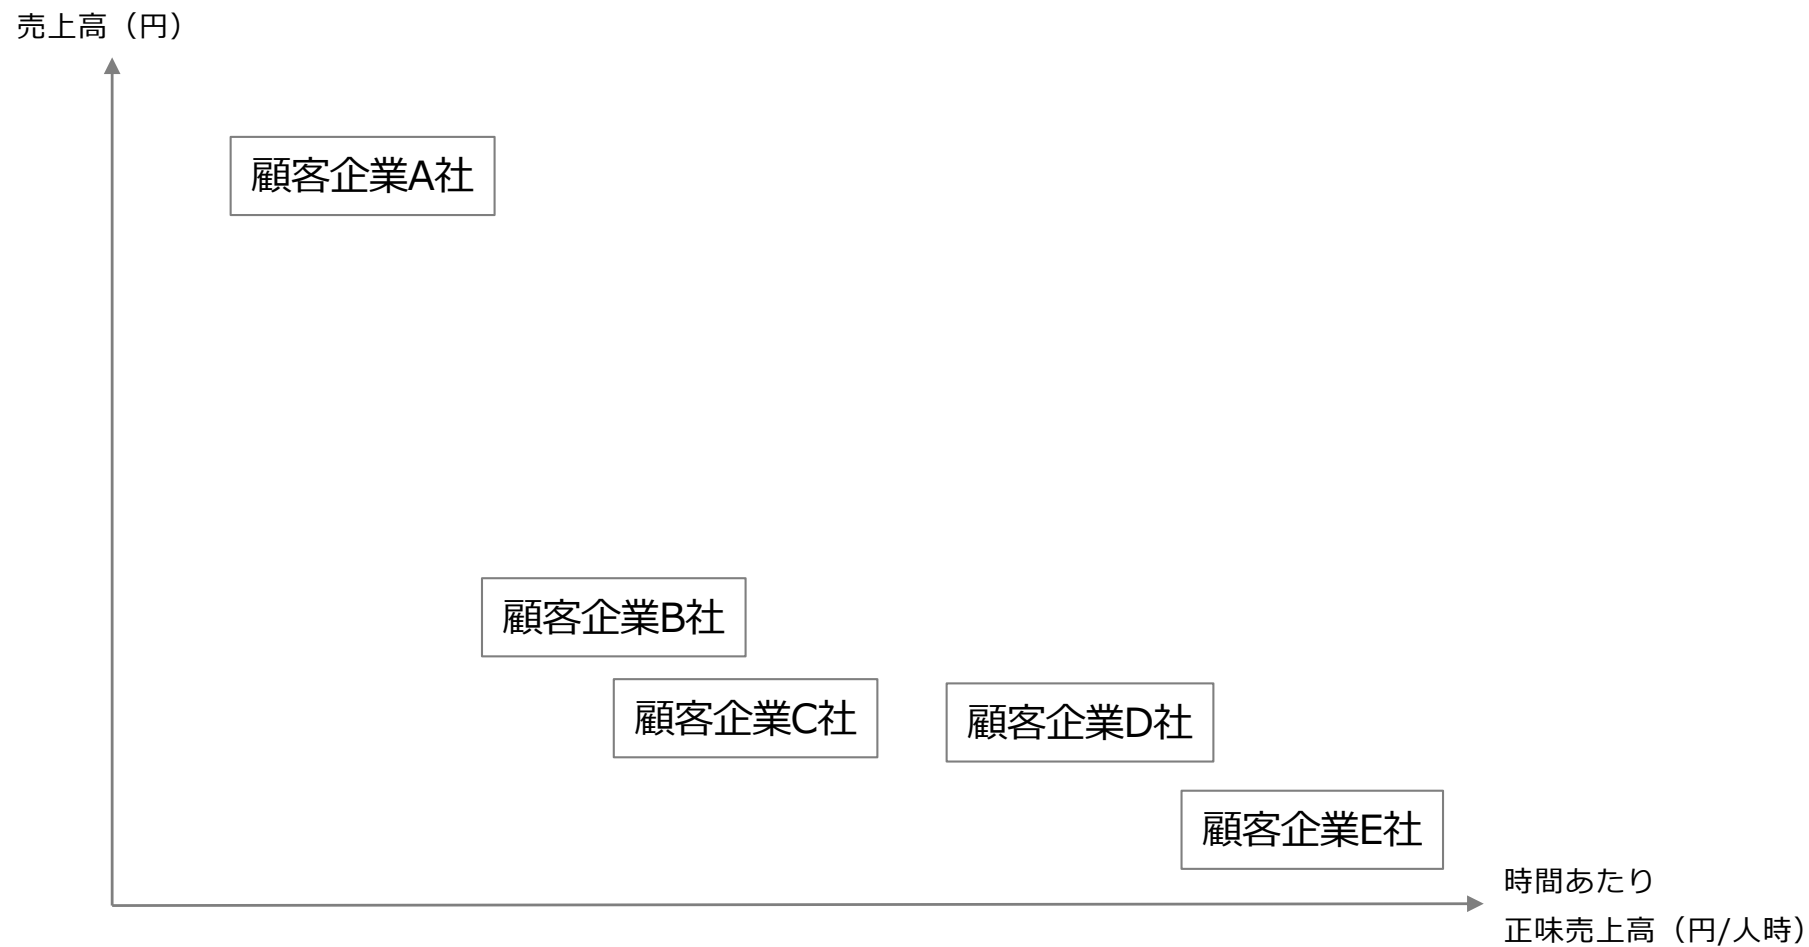 売上高（円）
顧客企業A社
顧客企業B社
顧客企業C社
顧客企業D社
顧客企業E社
時間あたり
正味売上高（円/人時）